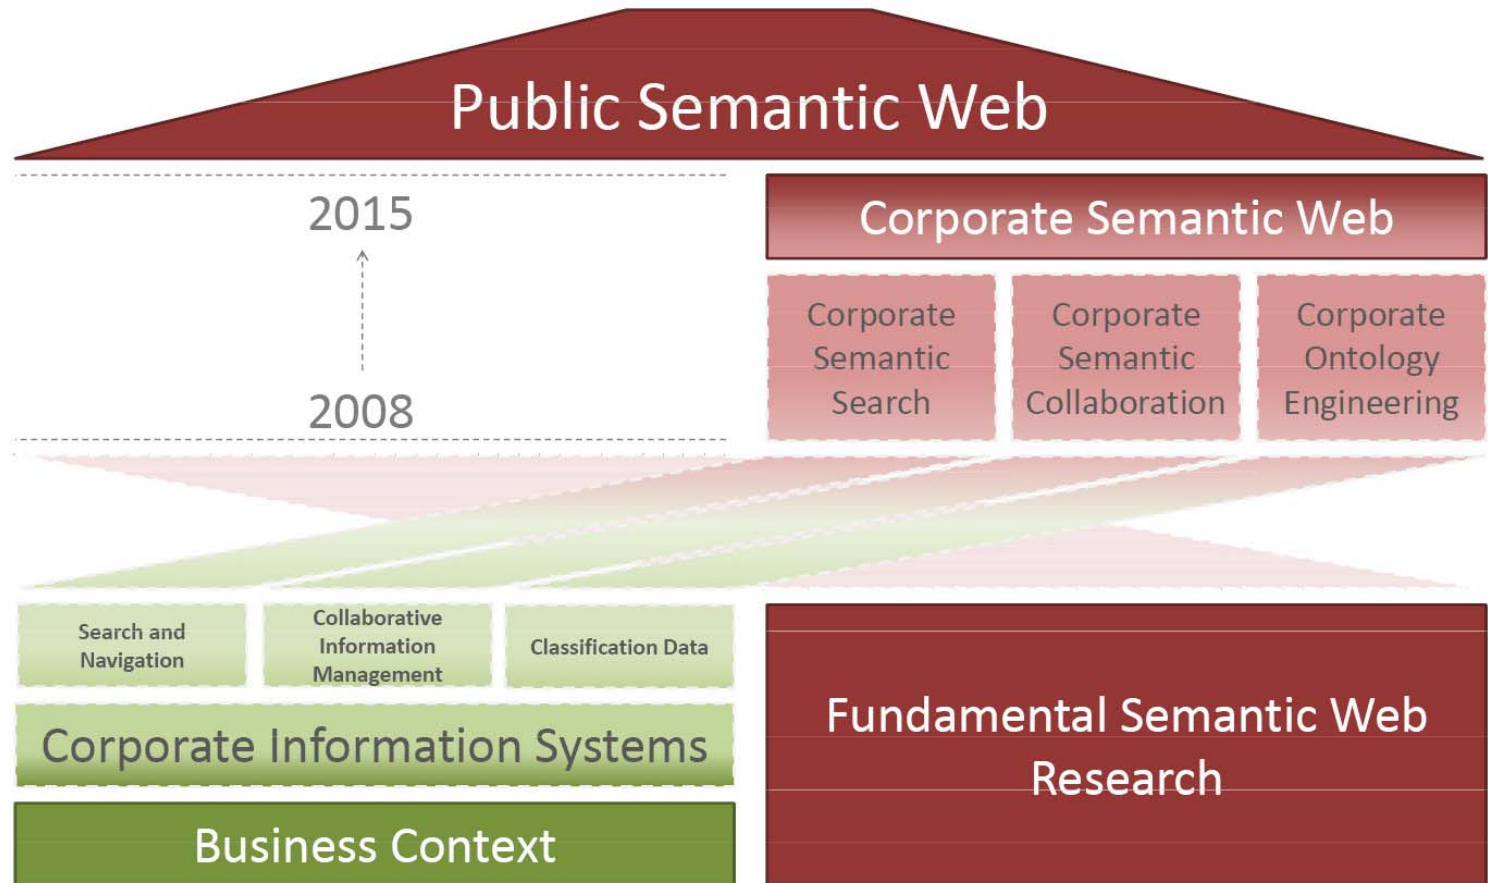 Public Semantic Web
2015
2008
Corporate Semantic Web
Corporate
Semantic
Search
Corporate
Semantic
Collaboration
Corporate
Ontology
Engineering
Search and
Navigation
Collaborative
Information
Management
Classification Data
Corporate Information Systems
Business Context
Fundamental Semantic Web
Research